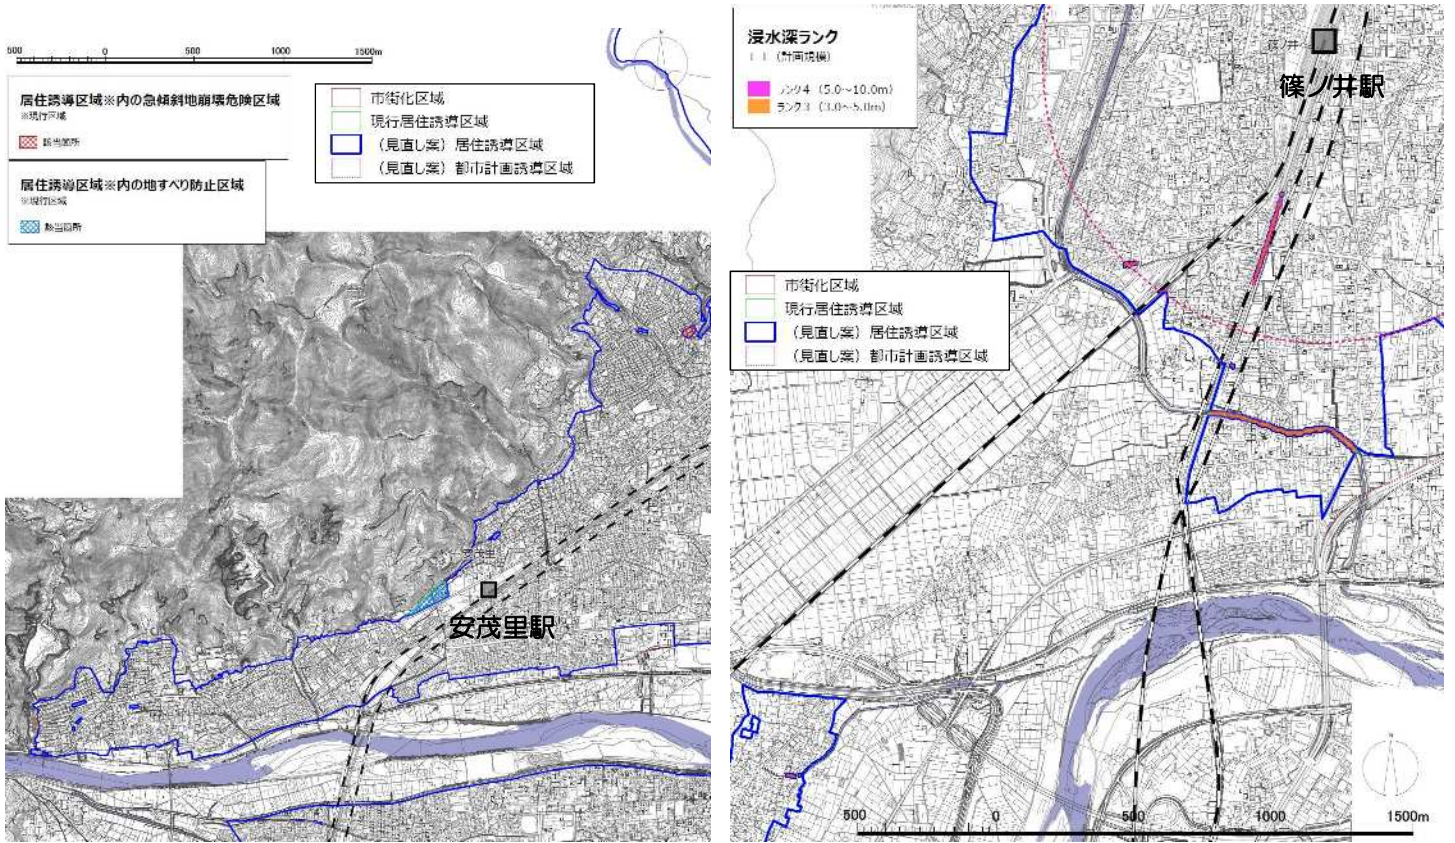 500 0 500 1000 1500m
居住誘導区域※内の急傾斜地崩壊危険区域
※現行区域
該当箇所
居住誘導区域※内の地すべり防止区域
※現行区域
該当箇所
市街化区域
現行居住誘導区域
（見直し案）居住誘導区域
（見直し案）都市計画誘導区域
N
安茂里
安茂里駅
浸水深ランク
L1（計画規模）
ランク4（5.0～10.0m）
ランク3（3.0～5.0m）
篠ノ井
篠ノ井駅
市街化区域
現行居住誘導区域
（見直し案）居住誘導区域
（見直し案）都市計画誘導区域
N
500 0 500 1000 1500m